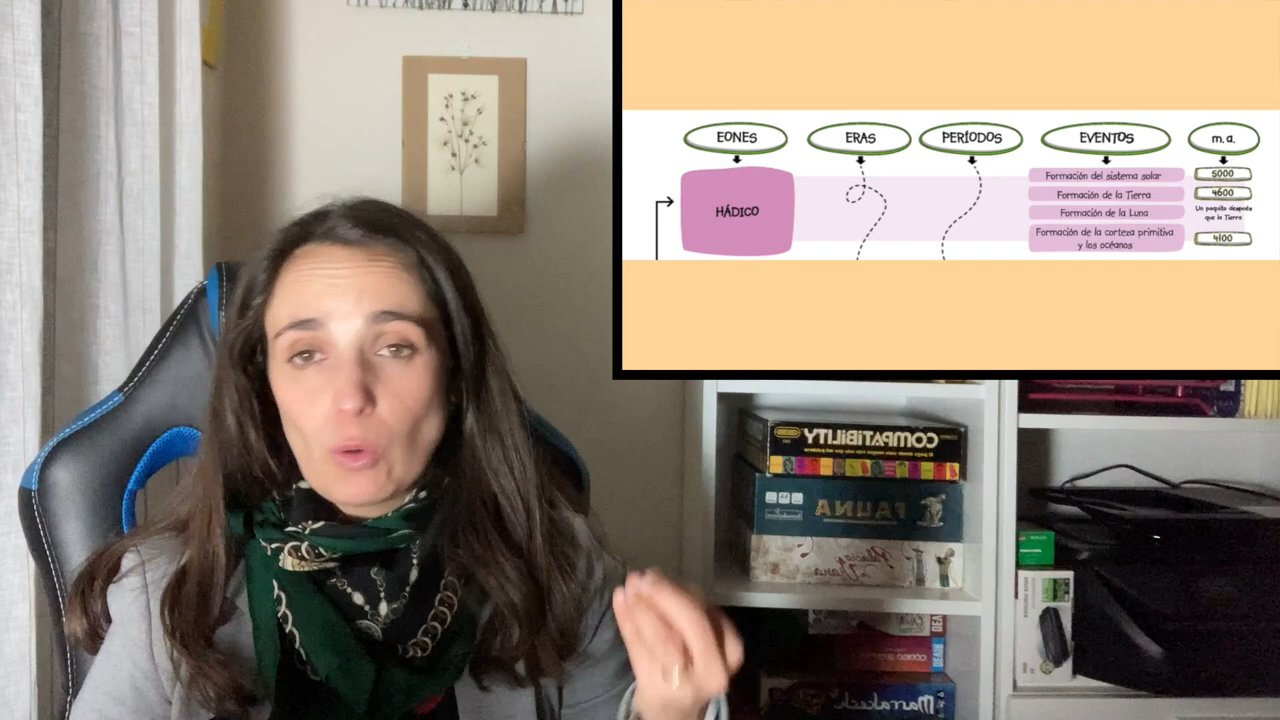 EONES ERAS PERÍODOS EVENTOS m.a.
HÁDICO
Formación del sistema solar 5000
Formación de la Tierra 4600
Formación de la Luna Un poquito después
que la Tierra
Formación de la corteza primitiva
y los océanos 4100
COMPATIBILITY
FAUNA
Marrakech